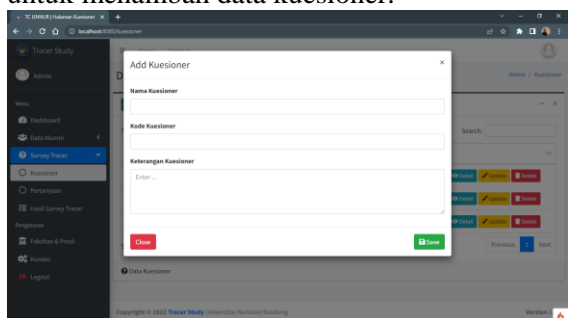 untuk menambah data kuesioner.
TC UNNUR | Halaman Kuesioner
localhost:3000/kuesioner
Tracer Study
Admin
Home / Kuesioner
Menu
Dashboard
Data Alumni
Survey Tracer
Kuesioner
Pertanyaan
Hasil Survey Tracer
Pengaturan
Fakultas & Prodi
Konten
Logout
Add Kuesioner
Nama Kuesioner
Kode Kuesioner
Keterangan Kuesioner
Enter ...
Close
Save
Search:
Detail Update Delete
Detail Update Delete
Detail Update Delete
Previous 1 Next
Data Kuesioner
Copyright © 2022 Tracer Study Universitas Nurtanio Bandung
Version